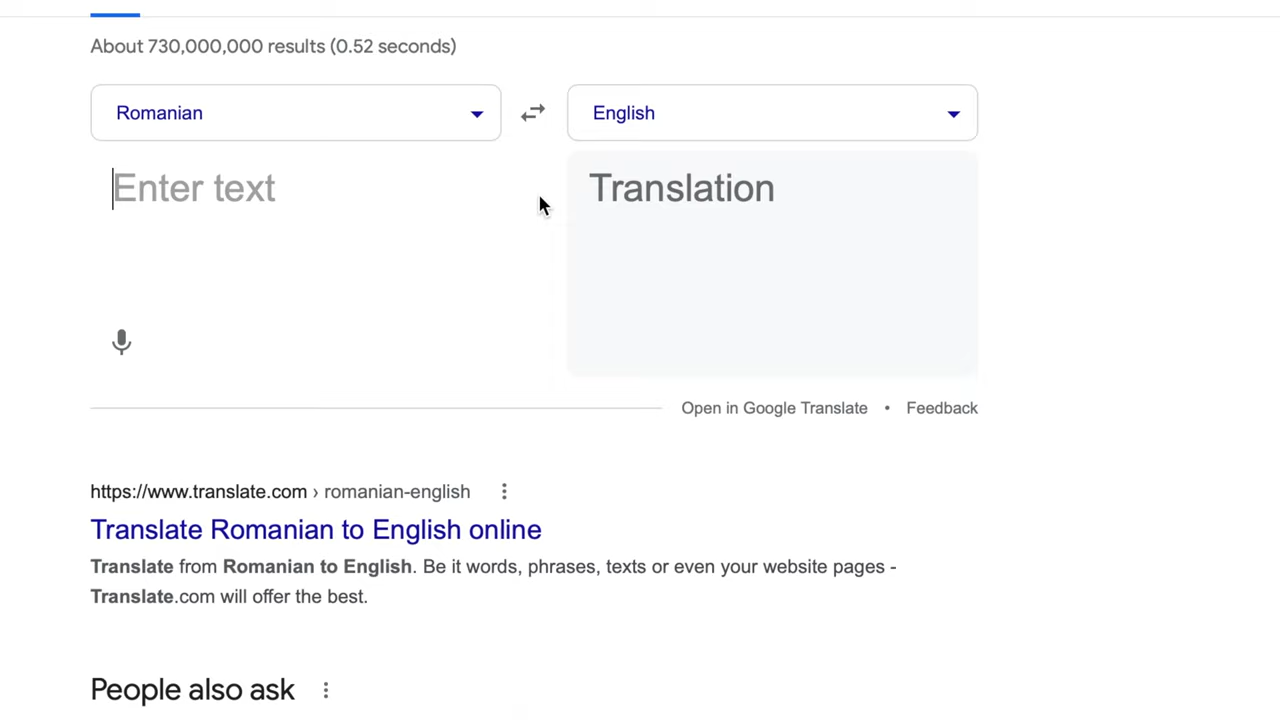 About 730,000,000 results (0.52 seconds)
Romanian
English
Enter text
Translation
Open in Google Translate • Feedback
https://www.translate.com › romanian-english
Translate Romanian to English online
Translate from Romanian to English. Be it words, phrases, texts or even your website pages -
Translate.com will offer the best.
People also ask